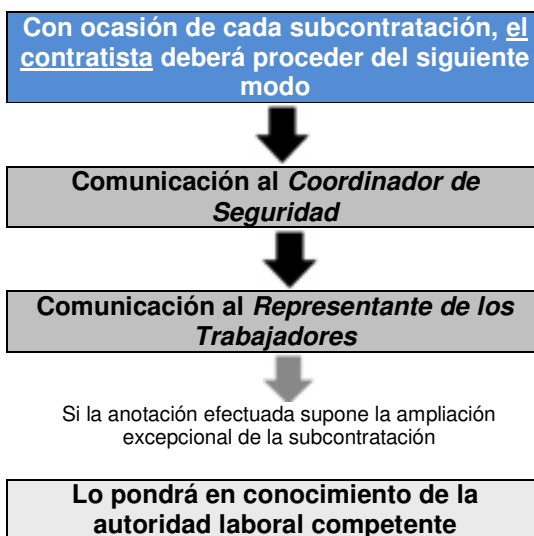 Con ocasión de cada subcontratación, el
contratista deberá proceder del siguiente
modo
Comunicación al Coordinador de
Seguridad
Comunicación al Representante de los
Trabajadores
Si la anotación efectuada supone la ampliación
excepcional de la subcontratación
Lo pondrá en conocimiento de la
autoridad laboral competente